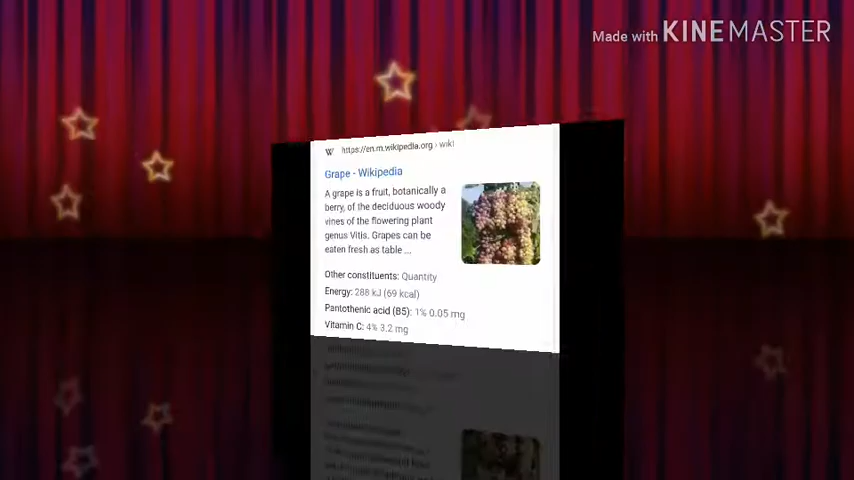 Made with KINEMASTER
W https://en.m.wikipedia.org › wiki
Grape - Wikipedia
A grape is a fruit, botanically a
berry, of the deciduous woody
vines of the flowering plant
genus Vitis. Grapes can be
eaten fresh as table ...
Other constituents: Quantity
Energy: 288 kJ (69 kcal)
Pantothenic acid (B5): 1% 0.05 mg
Vitamin C: 4% 3.2 mg